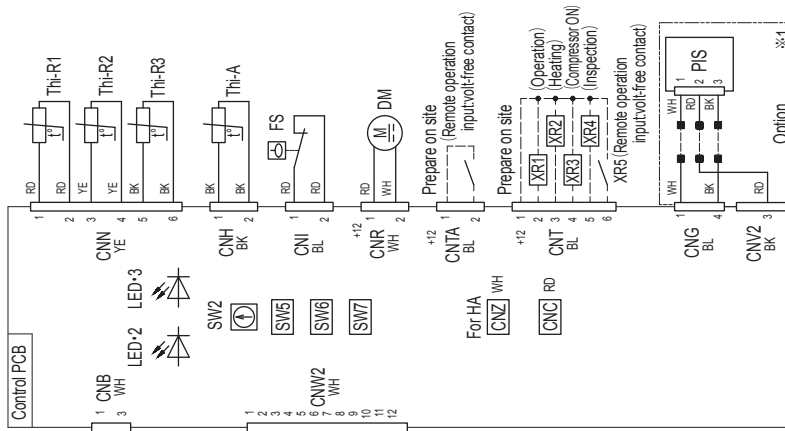 Control PCB
CNB
WH
1
3
CNW2
WH
1
2
3
4
5
6
7
8
9
10
11
12
LED•2
LED•3
SW2
SW5
SW6
SW7
For HA
CNZ WH
CNC RD
CNN
YE
1
2
3
4
5
6
RD
RD
YE
YE
BK
BK
t°
Thi-R1
t°
Thi-R2
t°
Thi-R3
CNH
BK
1
2
BK
BK
t°
Thi-A
CNI
BL
1
2
RD
RD
FS
CNR
WH
+12
1
2
RD
WH
M
DM
CNTA
BL
+12
1
2
Prepare on site
(Remote operation
input:volt-free contact)
CNT
BL
+12
1
2
3
4
5
6
Prepare on site
XR1
XR2
XR3
XR4
(Operation)
(Heating)
(Compressor ON)
(Inspection)
XR5(Remote operation
input:volt-free contact)
CNG
BL
1
4
CNV2
BK
3
WH
BK
RD
WH
RD
BK
1
2
3
PIS
Option
※1